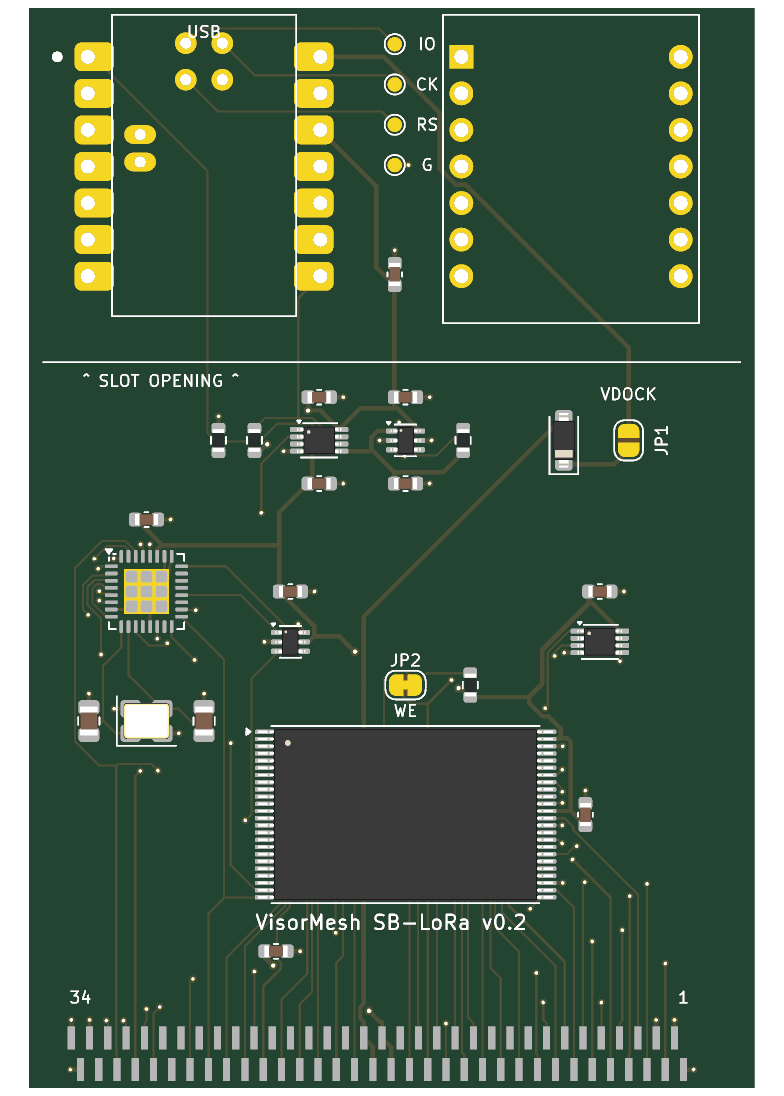 USB
IO
CK
RS
G
^ SLOT OPENING ^
VDOCK
JP1
JP2
WE
VisorMesh SB-LoRa v0.2
34
1